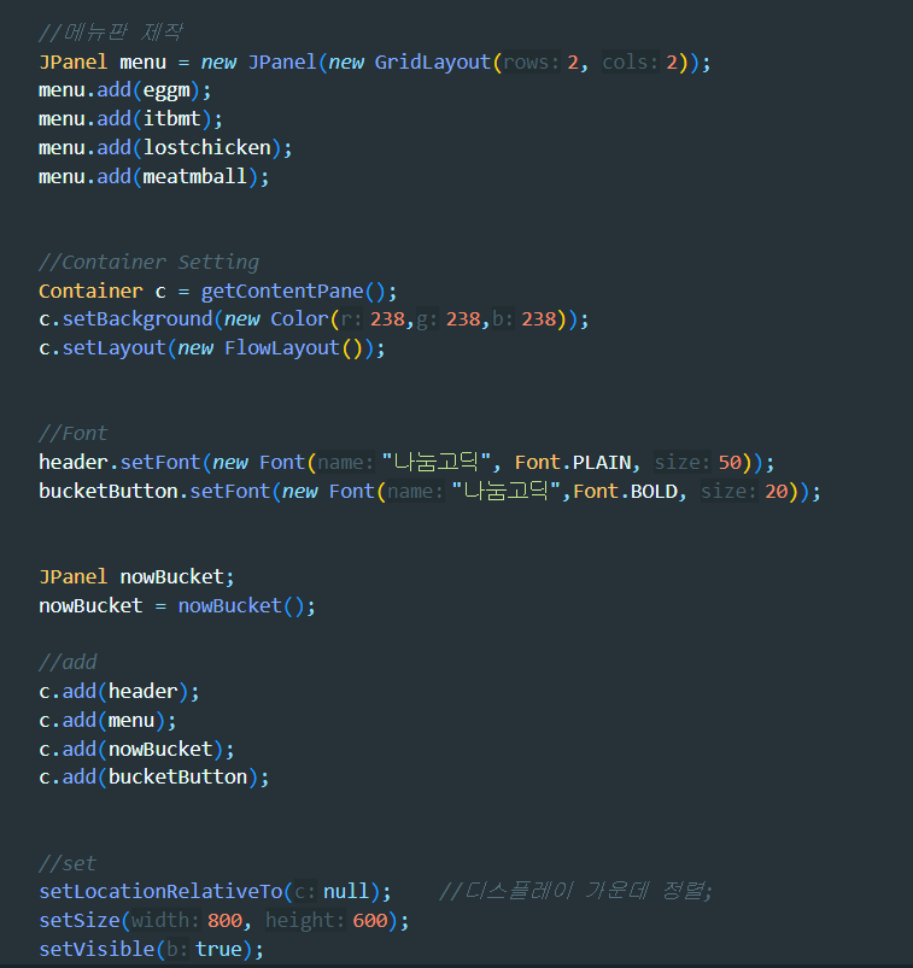 //메뉴판 제작
JPanel menu = new JPanel(new GridLayout(rows: 2, cols: 2));
menu.add(eggm);
menu.add(itbmt);
menu.add(lostchicken);
menu.add(meatmball);
//Container Setting
Container c = getContentPane();
c.setBackground(new Color(r: 238,g: 238,b: 238));
c.setLayout(new FlowLayout());
//Font
header.setFont(new Font(name: "나눔고딕", Font.PLAIN, size: 50));
bucketButton.setFont(new Font(name: "나눔고딕",Font.BOLD, size: 20));
JPanel nowBucket;
nowBucket = nowBucket();
//add
c.add(header);
c.add(menu);
c.add(nowBucket);
c.add(bucketButton);
//set
setLocationRelativeTo(c: null); //디스플레이 가운데 정렬;
setSize(width: 800, height: 600);
setVisible(b: true);